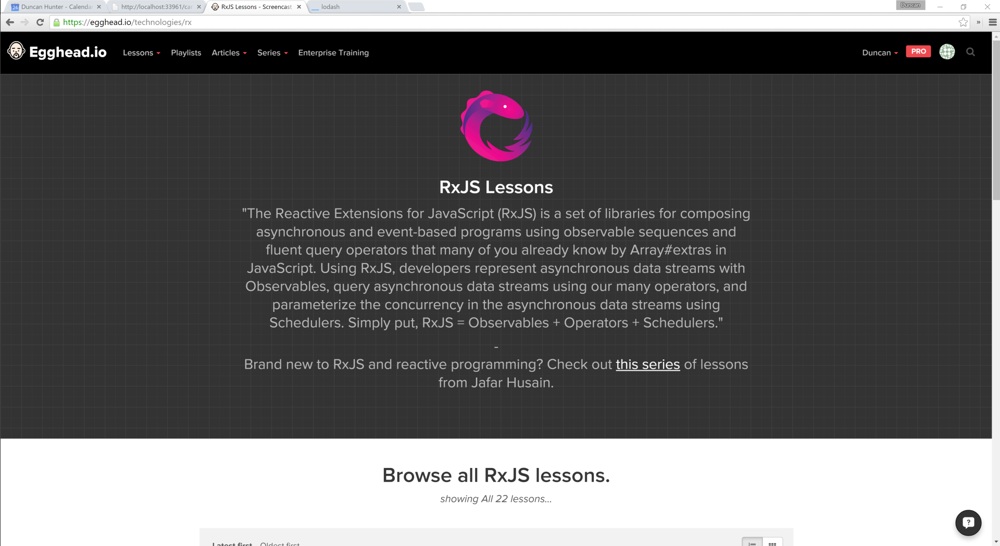 24 Duncan Hunter - Calenda
http://localhost:33961/car
RxJS Lessons - Screencast
lodash
Duncan
https://egghead.io/technologies/rx
Egghead.io
Lessons
Playlists
Articles
Series
Enterprise Training
Duncan
PRO
RxJS Lessons
"The Reactive Extensions for JavaScript (RxJS) is a set of libraries for composing
asynchronous and event-based programs using observable sequences and
fluent query operators that many of you already know by Array#extras in
JavaScript. Using RxJS, developers represent asynchronous data streams with
Observables, query asynchronous data streams using our many operators, and
parameterize the concurrency in the asynchronous data streams using
Schedulers. Simply put, RxJS = Observables + Operators + Schedulers."
-
Brand new to RxJS and reactive programming? Check out this series of lessons
from Jafar Husain.
Browse all RxJS lessons.
showing All 22 lessons...
Latest first Oldest first